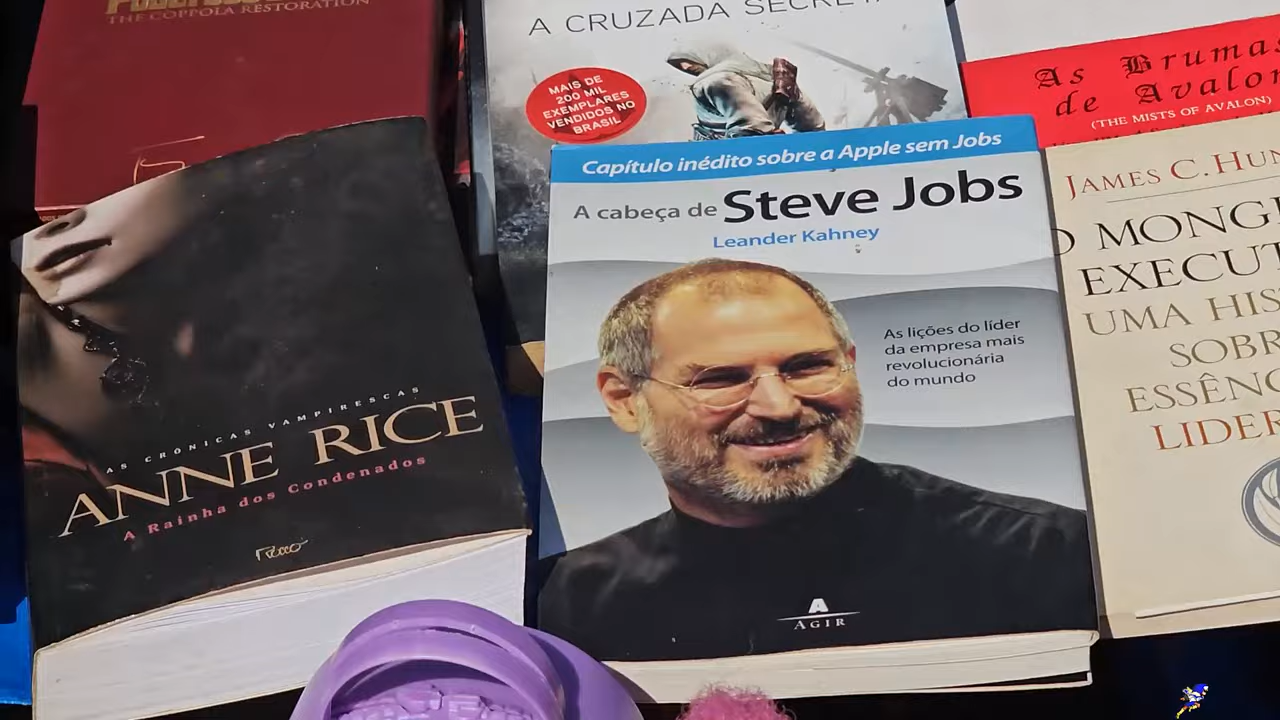 THE COPPOLA RESTORATION
A CRUZADA
MAIS DE
200 MIL
EXEMPLARES
VENDIDOS NO
BRASIL
As Brumas
de Avalon
(THE MISTS OF AVALON)
AS CRÔNICAS VAMPIRESCAS
ANNE RICE
A Rainha dos Condenados
Rocco
Capítulo inédito sobre a Apple sem Jobs
A cabeça de Steve Jobs
Leander Kahney
As lições do líder
da empresa mais
revolucionária
do mundo
A
AGIR
JAMES C. HUN
O MONGE
EXECUT
UMA HIS
SOBR
ESSÊNC
LIDER